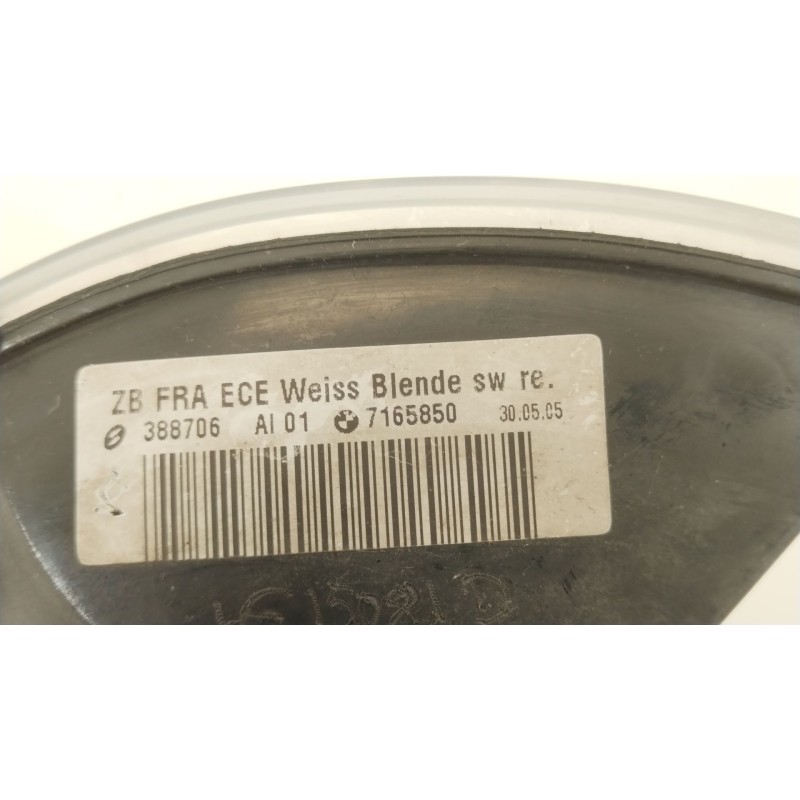 ZB FRA ECE Weiss Blende sw re.
388706 AI 01 7165850 30.05.05